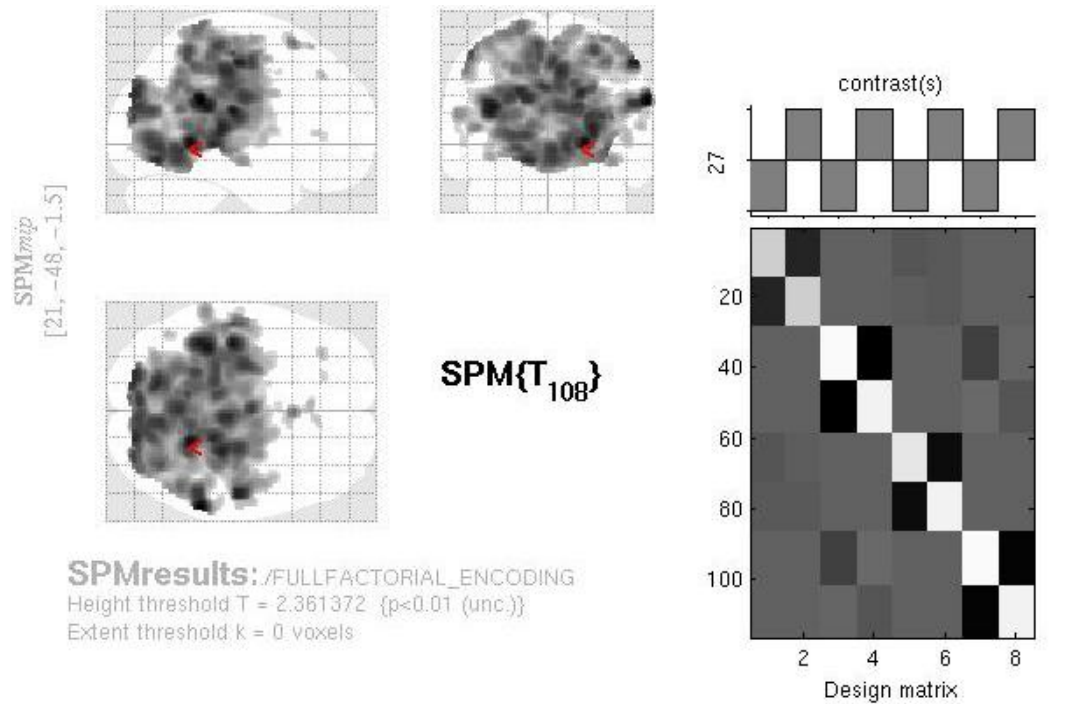 SPMmip
[21, -48, -1.5]
SPM{T108}
SPMresults: ./FULLFACTORIAL_ENCODING
Height threshold T = 2.361372 {p<0.01 (unc.)}
Extent threshold k = 0 voxels
contrast(s)
27
20
40
60
80
100
2 4 6 8
Design matrix